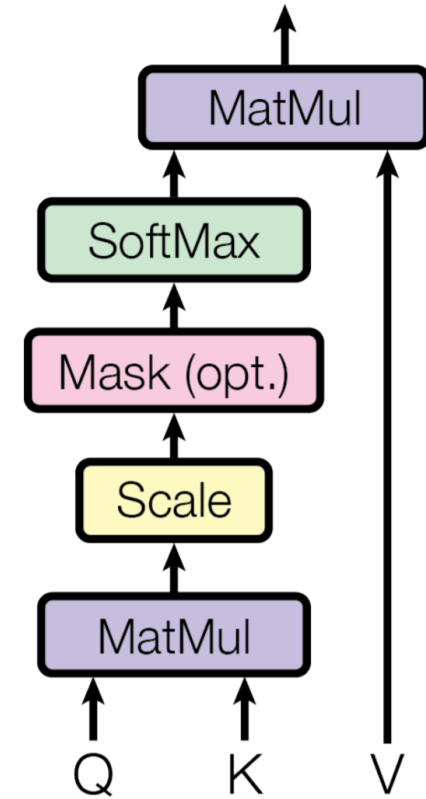 MatMul
SoftMax
Mask (opt.)
Scale
MatMul
Q K V